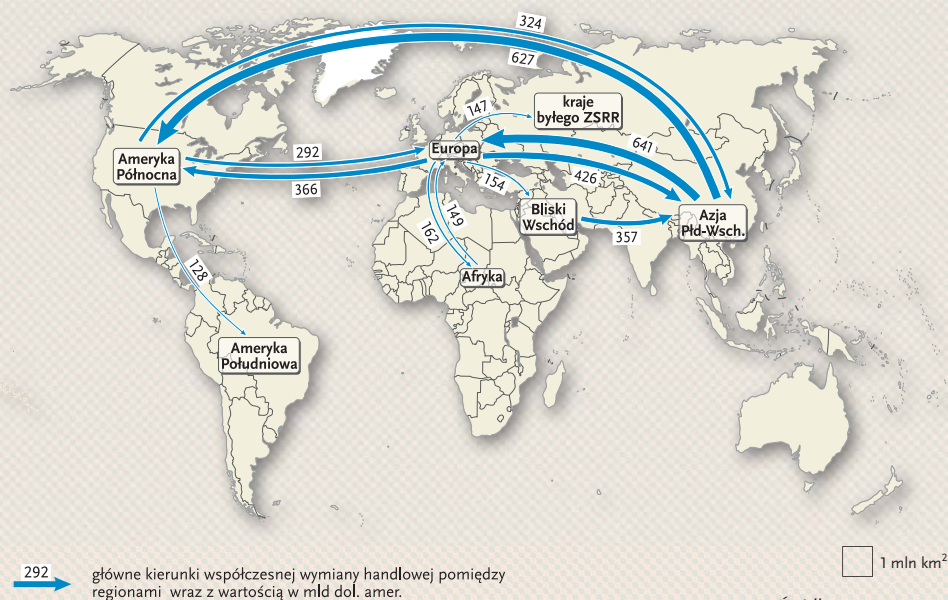 324
627
147
kraje
byłego ZSRR
Europa
641
292
Ameryka
Północna
366
154
426
Bliski
Wschód
Azja
Płd-Wsch.
149
162
357
128
Afryka
Ameryka
Południowa
1 mln km²
292
główne kierunki współczesnej wymiany handlowej pomiędzy
regionami wraz z wartością w mld dol. amer.